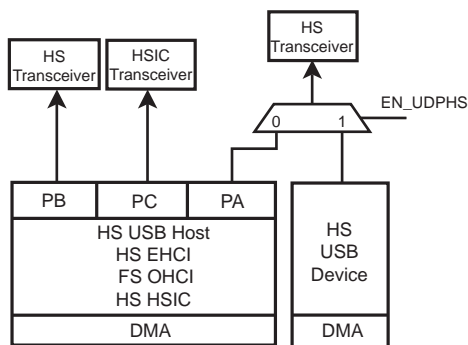 HS
Transceiver
HSIC
Transceiver
HS
Transceiver
EN_UDPHS
0 1
PB PC PA
HS USB Host
HS EHCI
FS OHCI
HS HSIC
DMA
HS
USB
Device
DMA